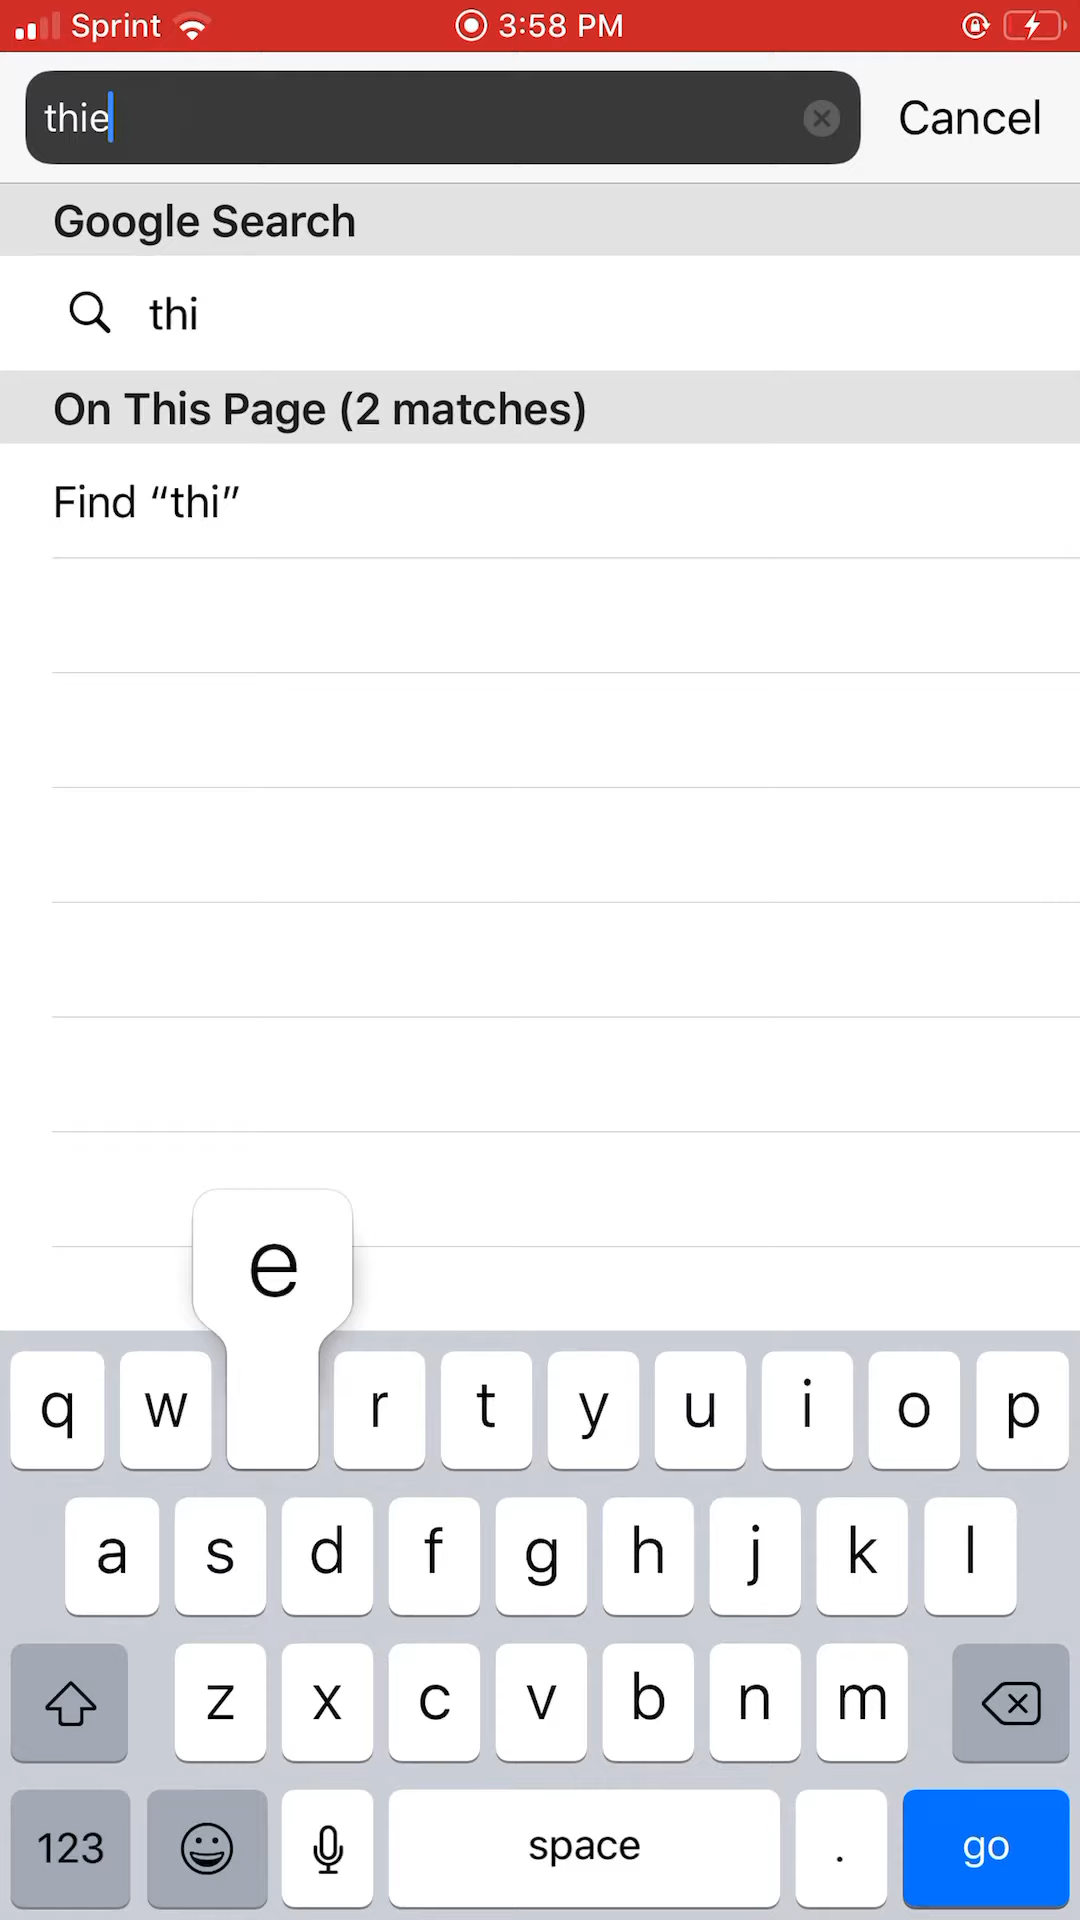 Sprint 3:58 PM
thie Cancel
Google Search
thi
On This Page (2 matches)
Find “thi”
e
q w r t y u i o p
a s d f g h j k l
z x c v b n m
123 space . go